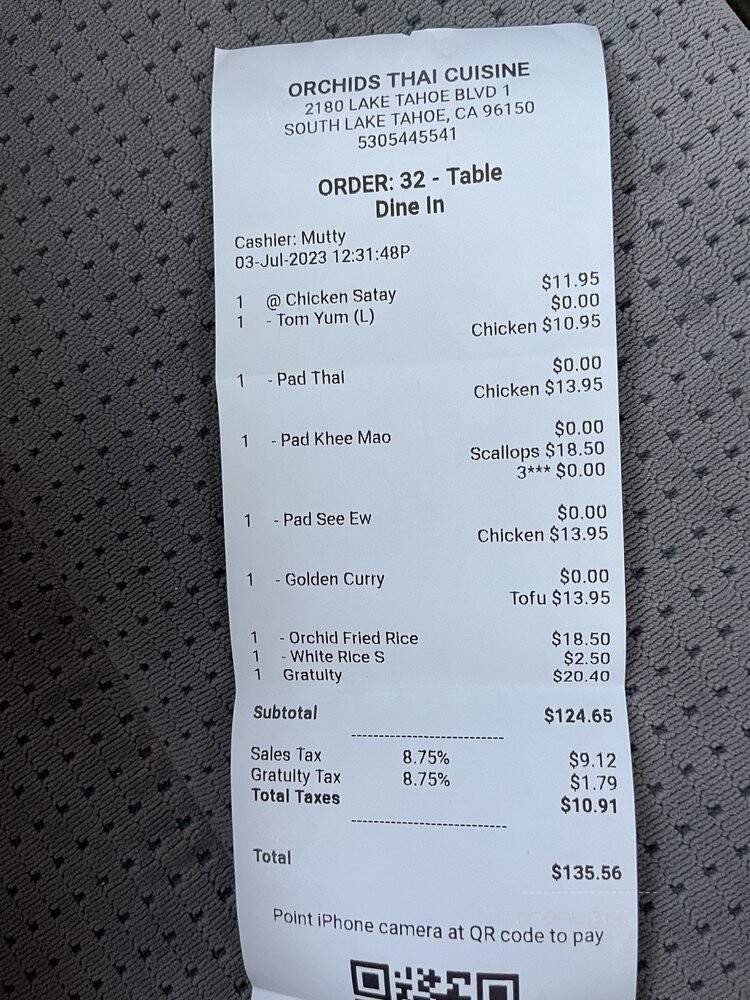 ORCHIDS THAI CUISINE
2180 LAKE TAHOE BLVD 1
SOUTH LAKE TAHOE, CA 96150
5305445541
ORDER: 32 - Table
Dine In
Cashier: Mutty
03-Jul-2023 12:31:48P
1 @ Chicken Satay $11.95
1 - Tom Yum (L) $0.00
Chicken $10.95
1 - Pad Thai $0.00
Chicken $13.95
1 - Pad Khee Mao $0.00
Scallops $18.50
3*** $0.00
1 - Pad See Ew $0.00
Chicken $13.95
1 - Golden Curry $0.00
Tofu $13.95
1 - Orchid Fried Rice $18.50
1 - White Rice S $2.50
1 Gratuity $20.40
Subtotal $124.65
Sales Tax 8.75% $9.12
Gratuity Tax 8.75% $1.79
Total Taxes $10.91
Total $135.56
Point iPhone camera at QR code to pay